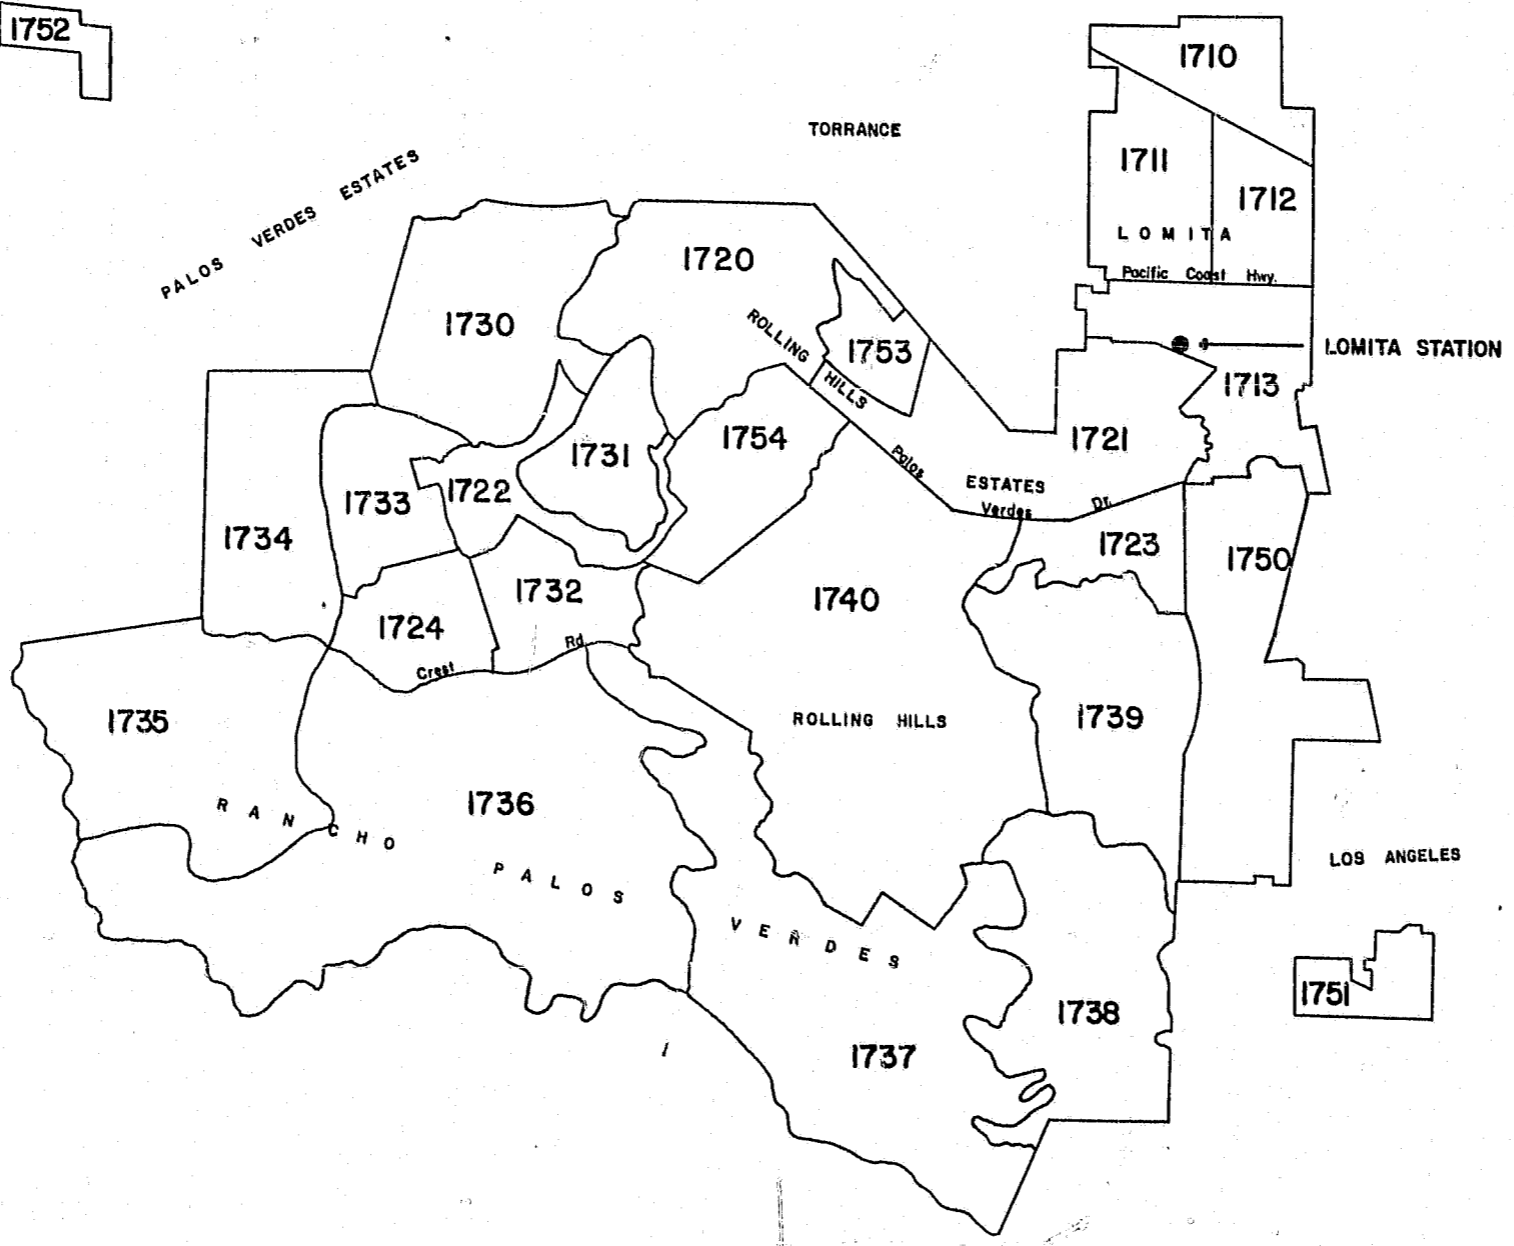 1752
1710
TORRANCE
1711
PALOS VERDES ESTATES
1712
LOMITA
1720
Pacific Coast Hwy.
1730
ROLLING
HILLS
ESTATES
1753
LOMITA STATION
1713
1731
1754
1721
1733
1722
Palos
Verdes
Dr.
1734
1723
1750
1732
1740
1724
Crest
Rd.
1735
ROLLING HILLS
1739
1736
RANCHO PALOS VERDES
LOS ANGELES
1751
1738
1737